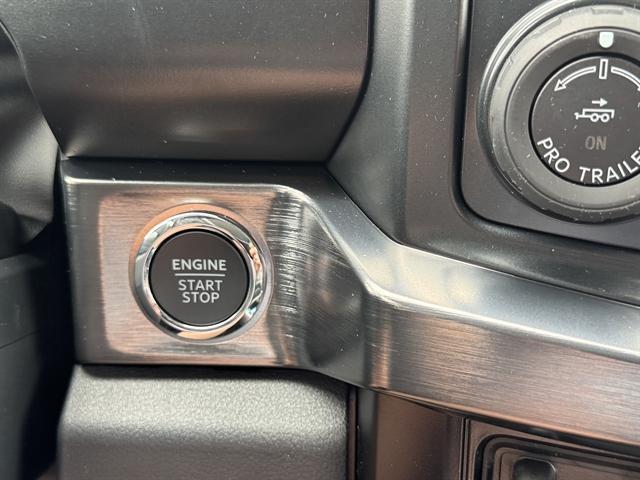 ENGINE
START
STOP
ON
PRO TRAILE